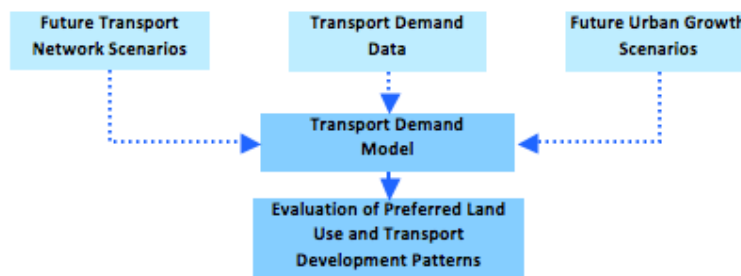 Future Transport
Network Scenarios
Transport Demand
Data
Future Urban Growth
Scenarios
Transport Demand
Model
Evaluation of Preferred Land
Use and Transport
Development Patterns